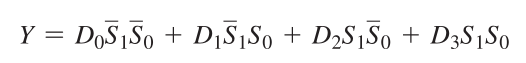 Y = D₀S̅₁S̅₀ + D₁S̅₁S₀ + D₂S₁S̅₀ + D₃S₁S₀